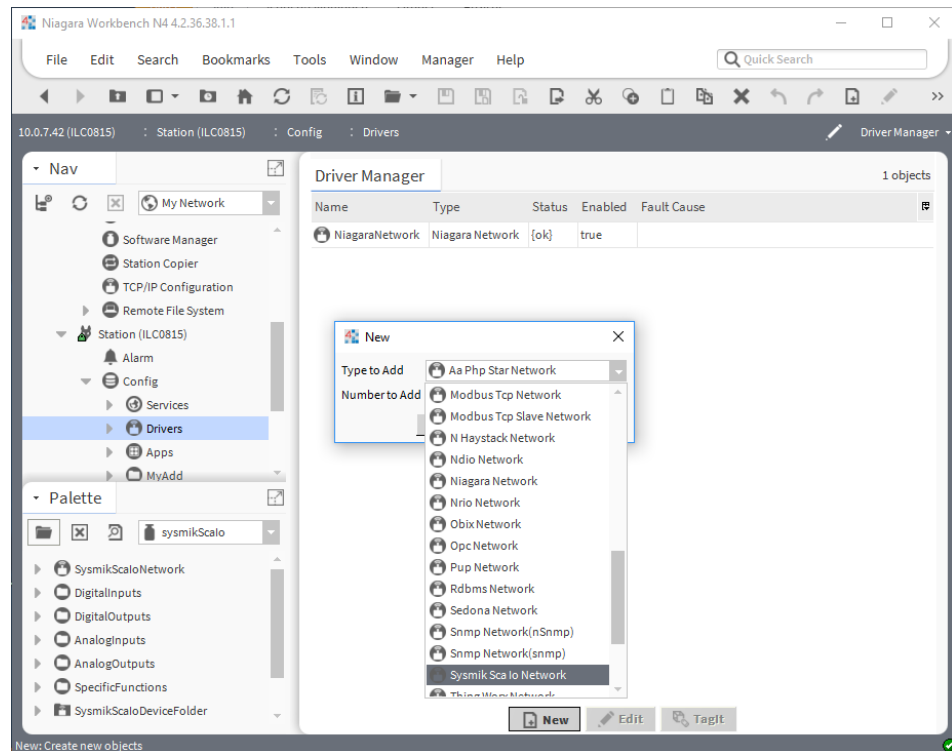 Niagara Workbench N4 4.2.36.38.1.1
File Edit Search Bookmarks Tools Window Manager Help
Quick Search
10.0.7.42 (ILC0815) : Station (ILC0815) : Config : Drivers Driver Manager
Nav
My Network
Software Manager
Station Copier
TCP/IP Configuration
Remote File System
Station (ILC0815)
Alarm
Config
Services
Drivers
Apps
MyAdd
Palette
sysmikScaIo
SysmikScaIoNetwork
DigitalInputs
DigitalOutputs
AnalogInputs
AnalogOutputs
SpecificFunctions
SysmikScaIoDeviceFolder
Driver Manager 1 objects
Name Type Status Enabled Fault Cause
NiagaraNetwork Niagara Network {ok} true
New
Type to Add Aa Php Star Network
Number to Add
Modbus Tcp Network
Modbus Tcp Slave Network
N Haystack Network
Ndio Network
Niagara Network
Nrio Network
Obix Network
Opc Network
Pup Network
Rdbms Network
Sedona Network
Snmp Network(nSnmp)
Snmp Network(snmp)
Sysmik Sca Io Network
Thing Worx Network
New Edit TagIt
New: Create new objects